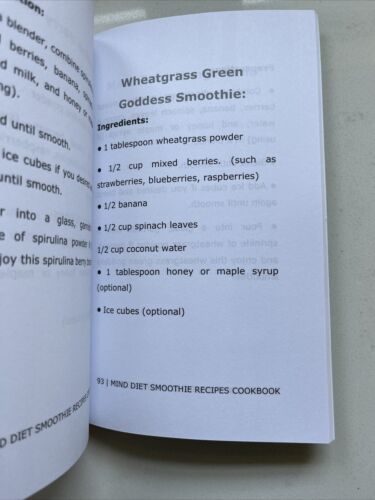 ion:
blender, combine
berries, banana,
milk, and honey or
ng).
d until smooth.
ice cubes if you
until smooth.
into a glass,
e of spirulina powder
joy this spirulina berry
ND DIET SMOOTHIE RECIPES
Wheatgrass Green
Goddess Smoothie:
Ingredients:
• 1 tablespoon wheatgrass powder
• 1/2 cup mixed berries. (such as
strawberries, blueberries, raspberries)
• 1/2 banana
• 1/2 cup spinach leaves
1/2 cup coconut water
• 1 tablespoon honey or maple syrup
(optional)
• Ice cubes (optional)
93 | MIND DIET SMOOTHIE RECIPES COOKBOOK